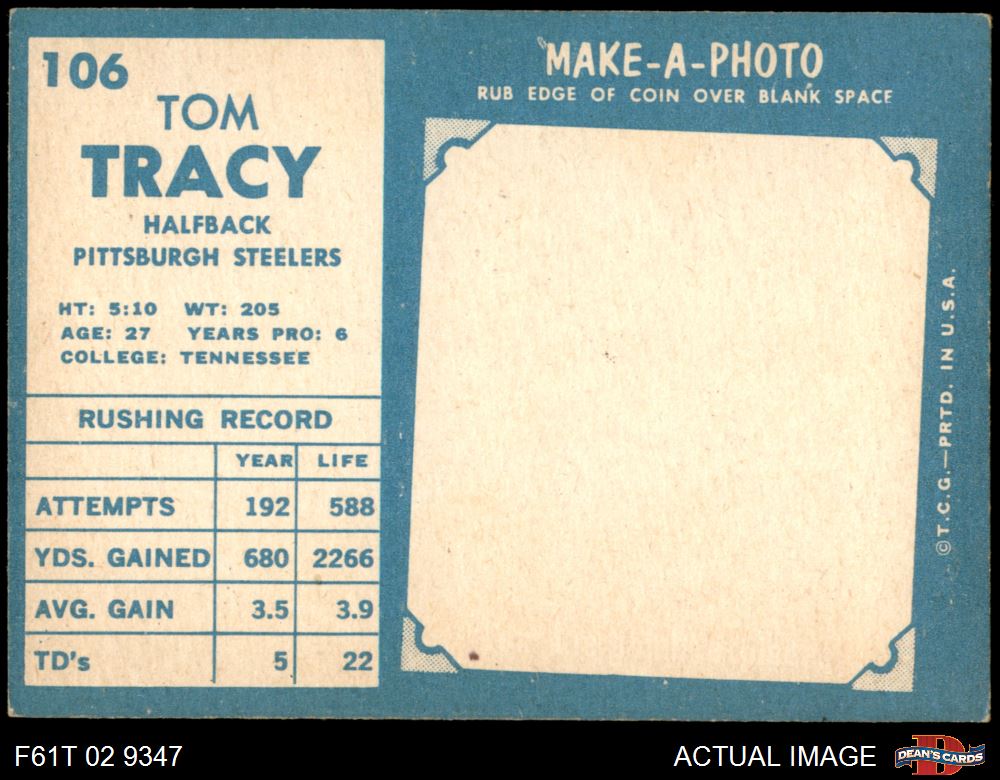 106
TOM
TRACY
HALFBACK
PITTSBURGH STEELERS
HT: 5:10 WT: 205
AGE: 27 YEARS PRO: 6
COLLEGE: TENNESSEE
RUSHING RECORD
YEAR LIFE
ATTEMPTS 192 588
YDS. GAINED 680 2266
AVG. GAIN 3.5 3.9
TD's 5 22
MAKE-A-PHOTO
RUB EDGE OF COIN OVER BLANK SPACE
©T.C.G.—PRTD. IN U.S.A.
F61T 02 9347
ACTUAL IMAGE
D
DEAN'S CARDS